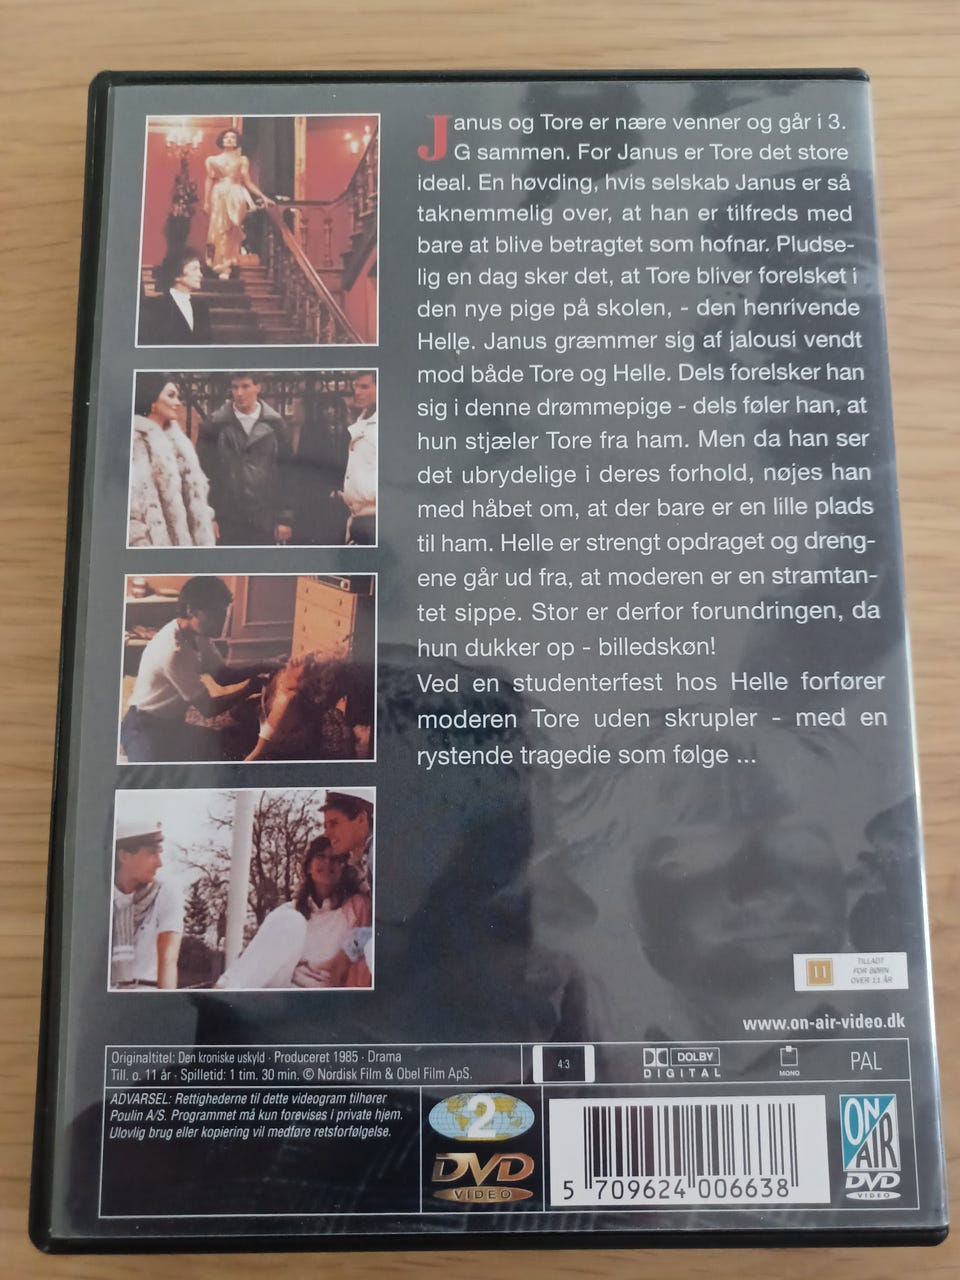 Janus og Tore er nære venner og går i 3.
G sammen. For Janus er Tore det store
ideal. En høvding, hvis selskab Janus er så
taknemmelig over, at han er tilfreds med
bare at blive betragtet som hofnar. Pludse-
lig en dag sker det, at Tore bliver forelsket i
den nye pige på skolen, - den henrivende
Helle. Janus græmmer sig af jalousi vendt
mod både Tore og Helle. Dels forelsker han
sig i denne drømmepige - dels føler han, at
hun stjæler Tore fra ham. Men da han ser
det ubrydelige i deres forhold, nøjes han
med håbet om, at der bare er en lille plads
til ham. Helle er strengt opdraget og dreng-
ene går ud fra, at moderen er en stramtan-
tet sippe. Stor er derfor forundringen, da
hun dukker op - billedskøn!
Ved en studenterfest hos Helle forfører
moderen Tore uden skrupler - med en
rystende tragedie som følge ...
11
TILLADT
FOR BØRN
OVER 11 ÅR
www.on-air-video.dk
Originaltitel: Den kroniske uskyld · Produceret 1985 · Drama
Till. o. 11 år · Spilletid: 1 tim. 30 min. © Nordisk Film & Obel Film ApS.
4:3
DOLBY
DIGITAL
MONO
PAL
ADVARSEL: Rettighederne til dette videogram tilhører
Poulin A/S. Programmet må kun forevises i private hjem.
Ulovlig brug eller kopiering vil medføre retsforfølgelse.
2
DVD
VIDEO
5 709624 006638
ON
AIR
DVD
VIDEO